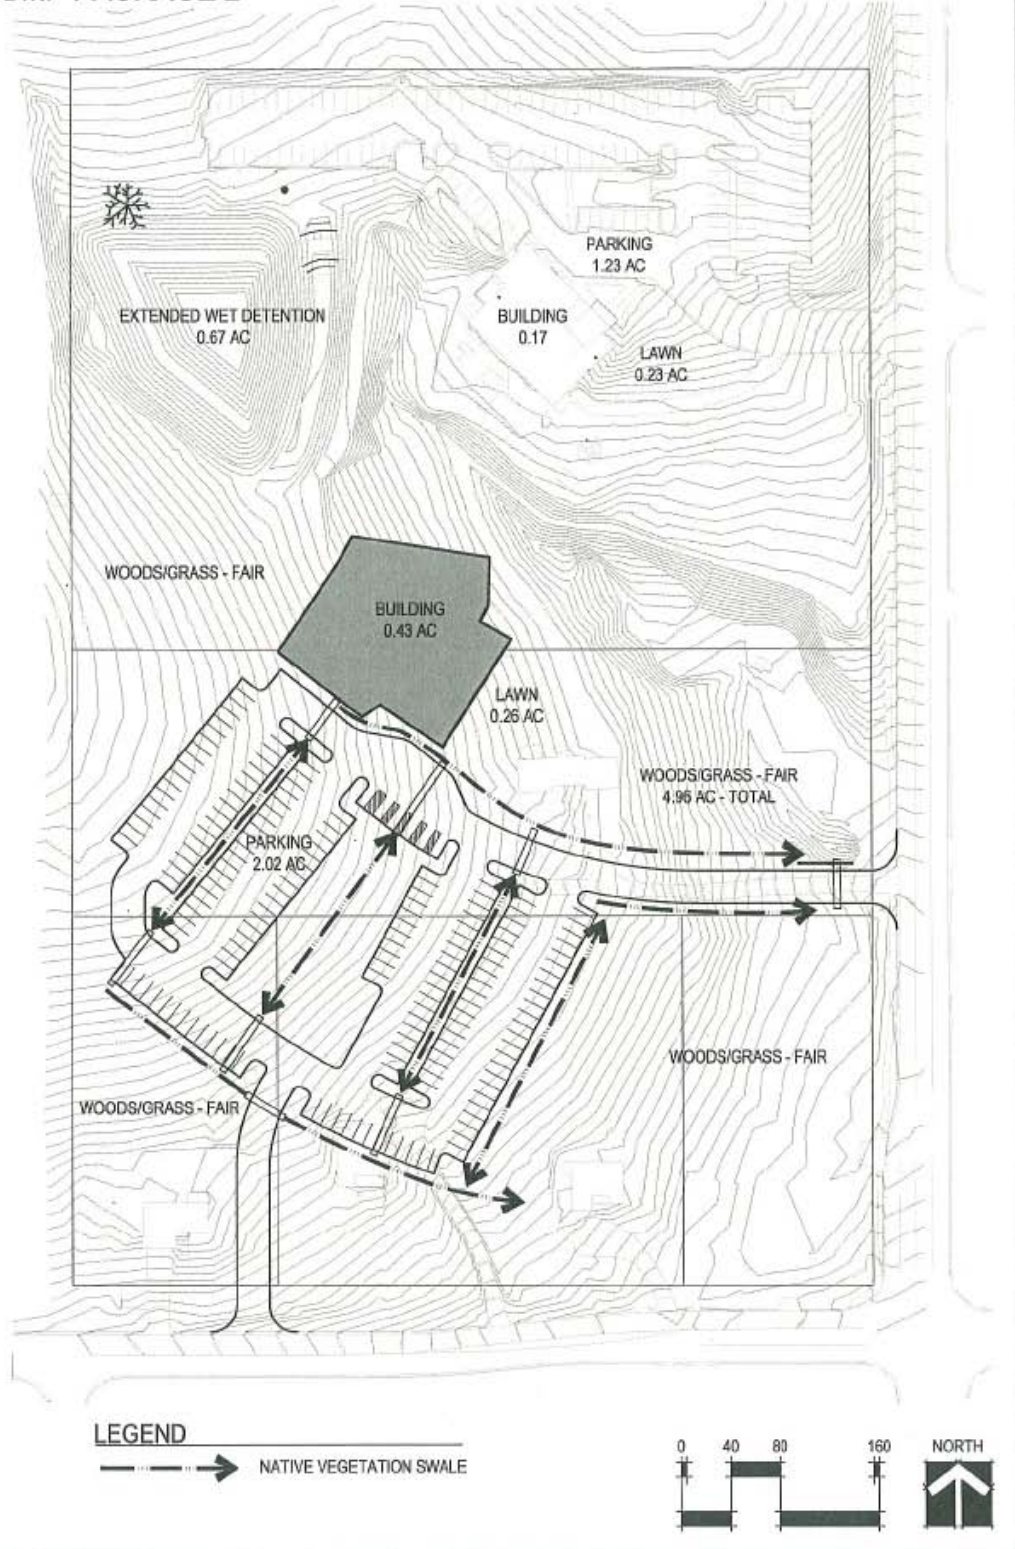 PARKING
1.23 AC
EXTENDED WET DETENTION
0.67 AC
BUILDING
0.17
LAWN
0.23 AC
WOODS/GRASS - FAIR
BUILDING
0.43 AC
LAWN
0.26 AC
WOODS/GRASS - FAIR
4.96 AC - TOTAL
PARKING
2.02 AC
WOODS/GRASS - FAIR
WOODS/GRASS - FAIR
LEGEND
NATIVE VEGETATION SWALE
0 40 80 160
NORTH